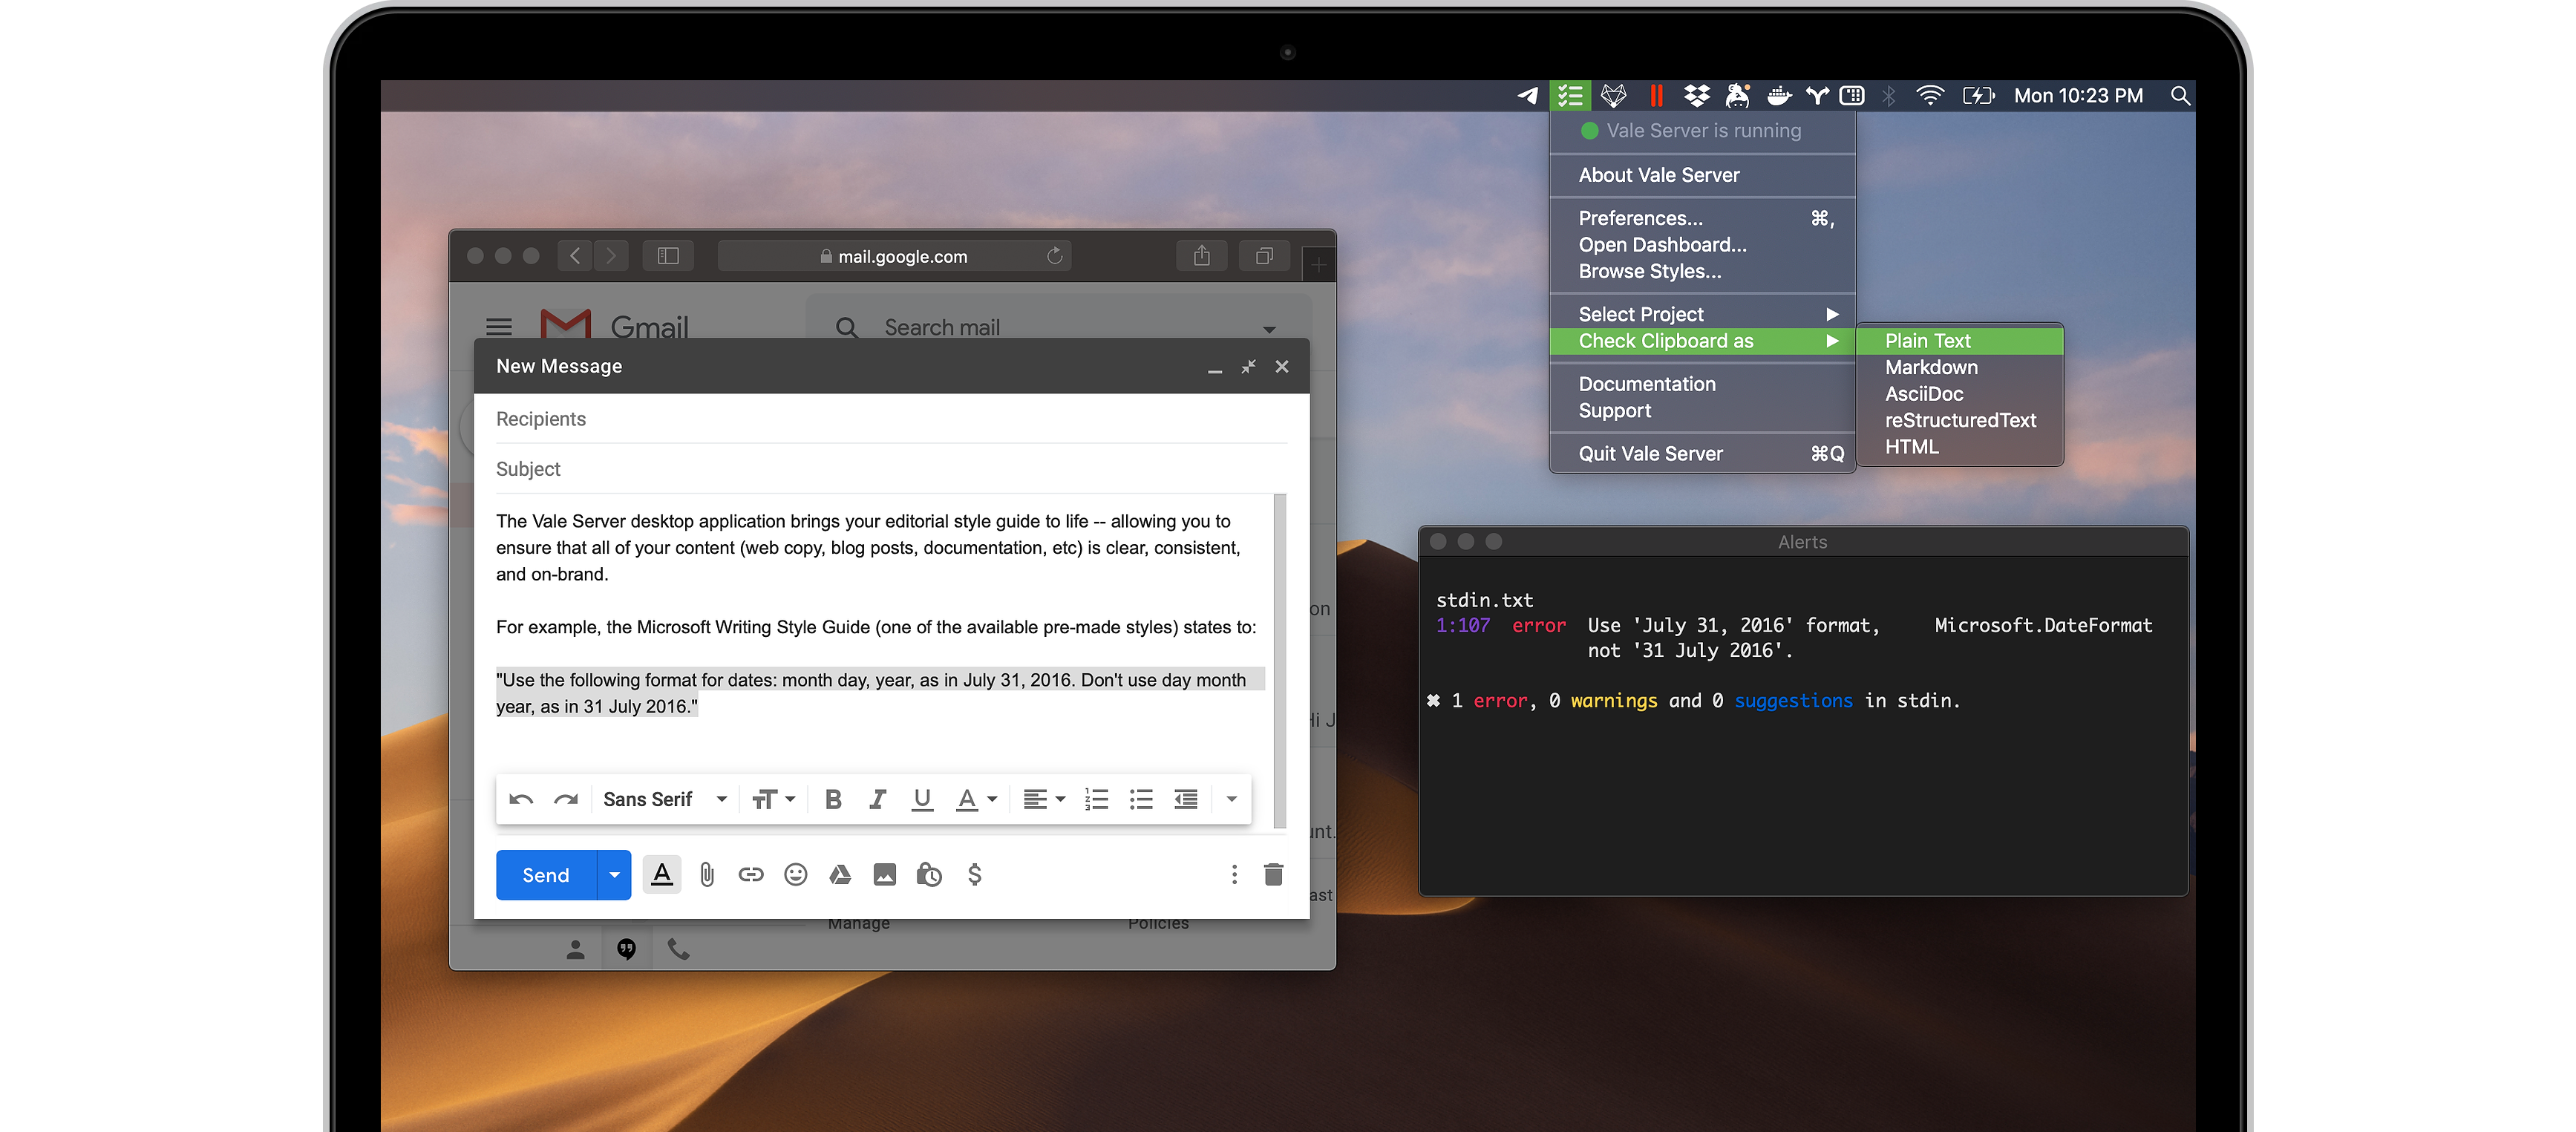 Mon 10:23 PM
Vale Server is running
About Vale Server
Preferences... ⌘,
Open Dashboard...
Browse Styles...
Select Project ▶
Check Clipboard as ▶
Plain Text
Markdown
AsciiDoc
reStructuredText
HTML
Documentation
Support
Quit Vale Server ⌘Q
mail.google.com
Gmail
Search mail
New Message
Recipients
Subject
The Vale Server desktop application brings your editorial style guide to life -- allowing you to
ensure that all of your content (web copy, blog posts, documentation, etc) is clear, consistent,
and on-brand.
For example, the Microsoft Writing Style Guide (one of the available pre-made styles) states to:
"Use the following format for dates: month day, year, as in July 31, 2016. Don't use day month
year, as in 31 July 2016."
Sans Serif
Send
Manage
Policies
Alerts
stdin.txt
1:107 error Use 'July 31, 2016' format, Microsoft.DateFormat
not '31 July 2016'.
✖ 1 error, 0 warnings and 0 suggestions in stdin.